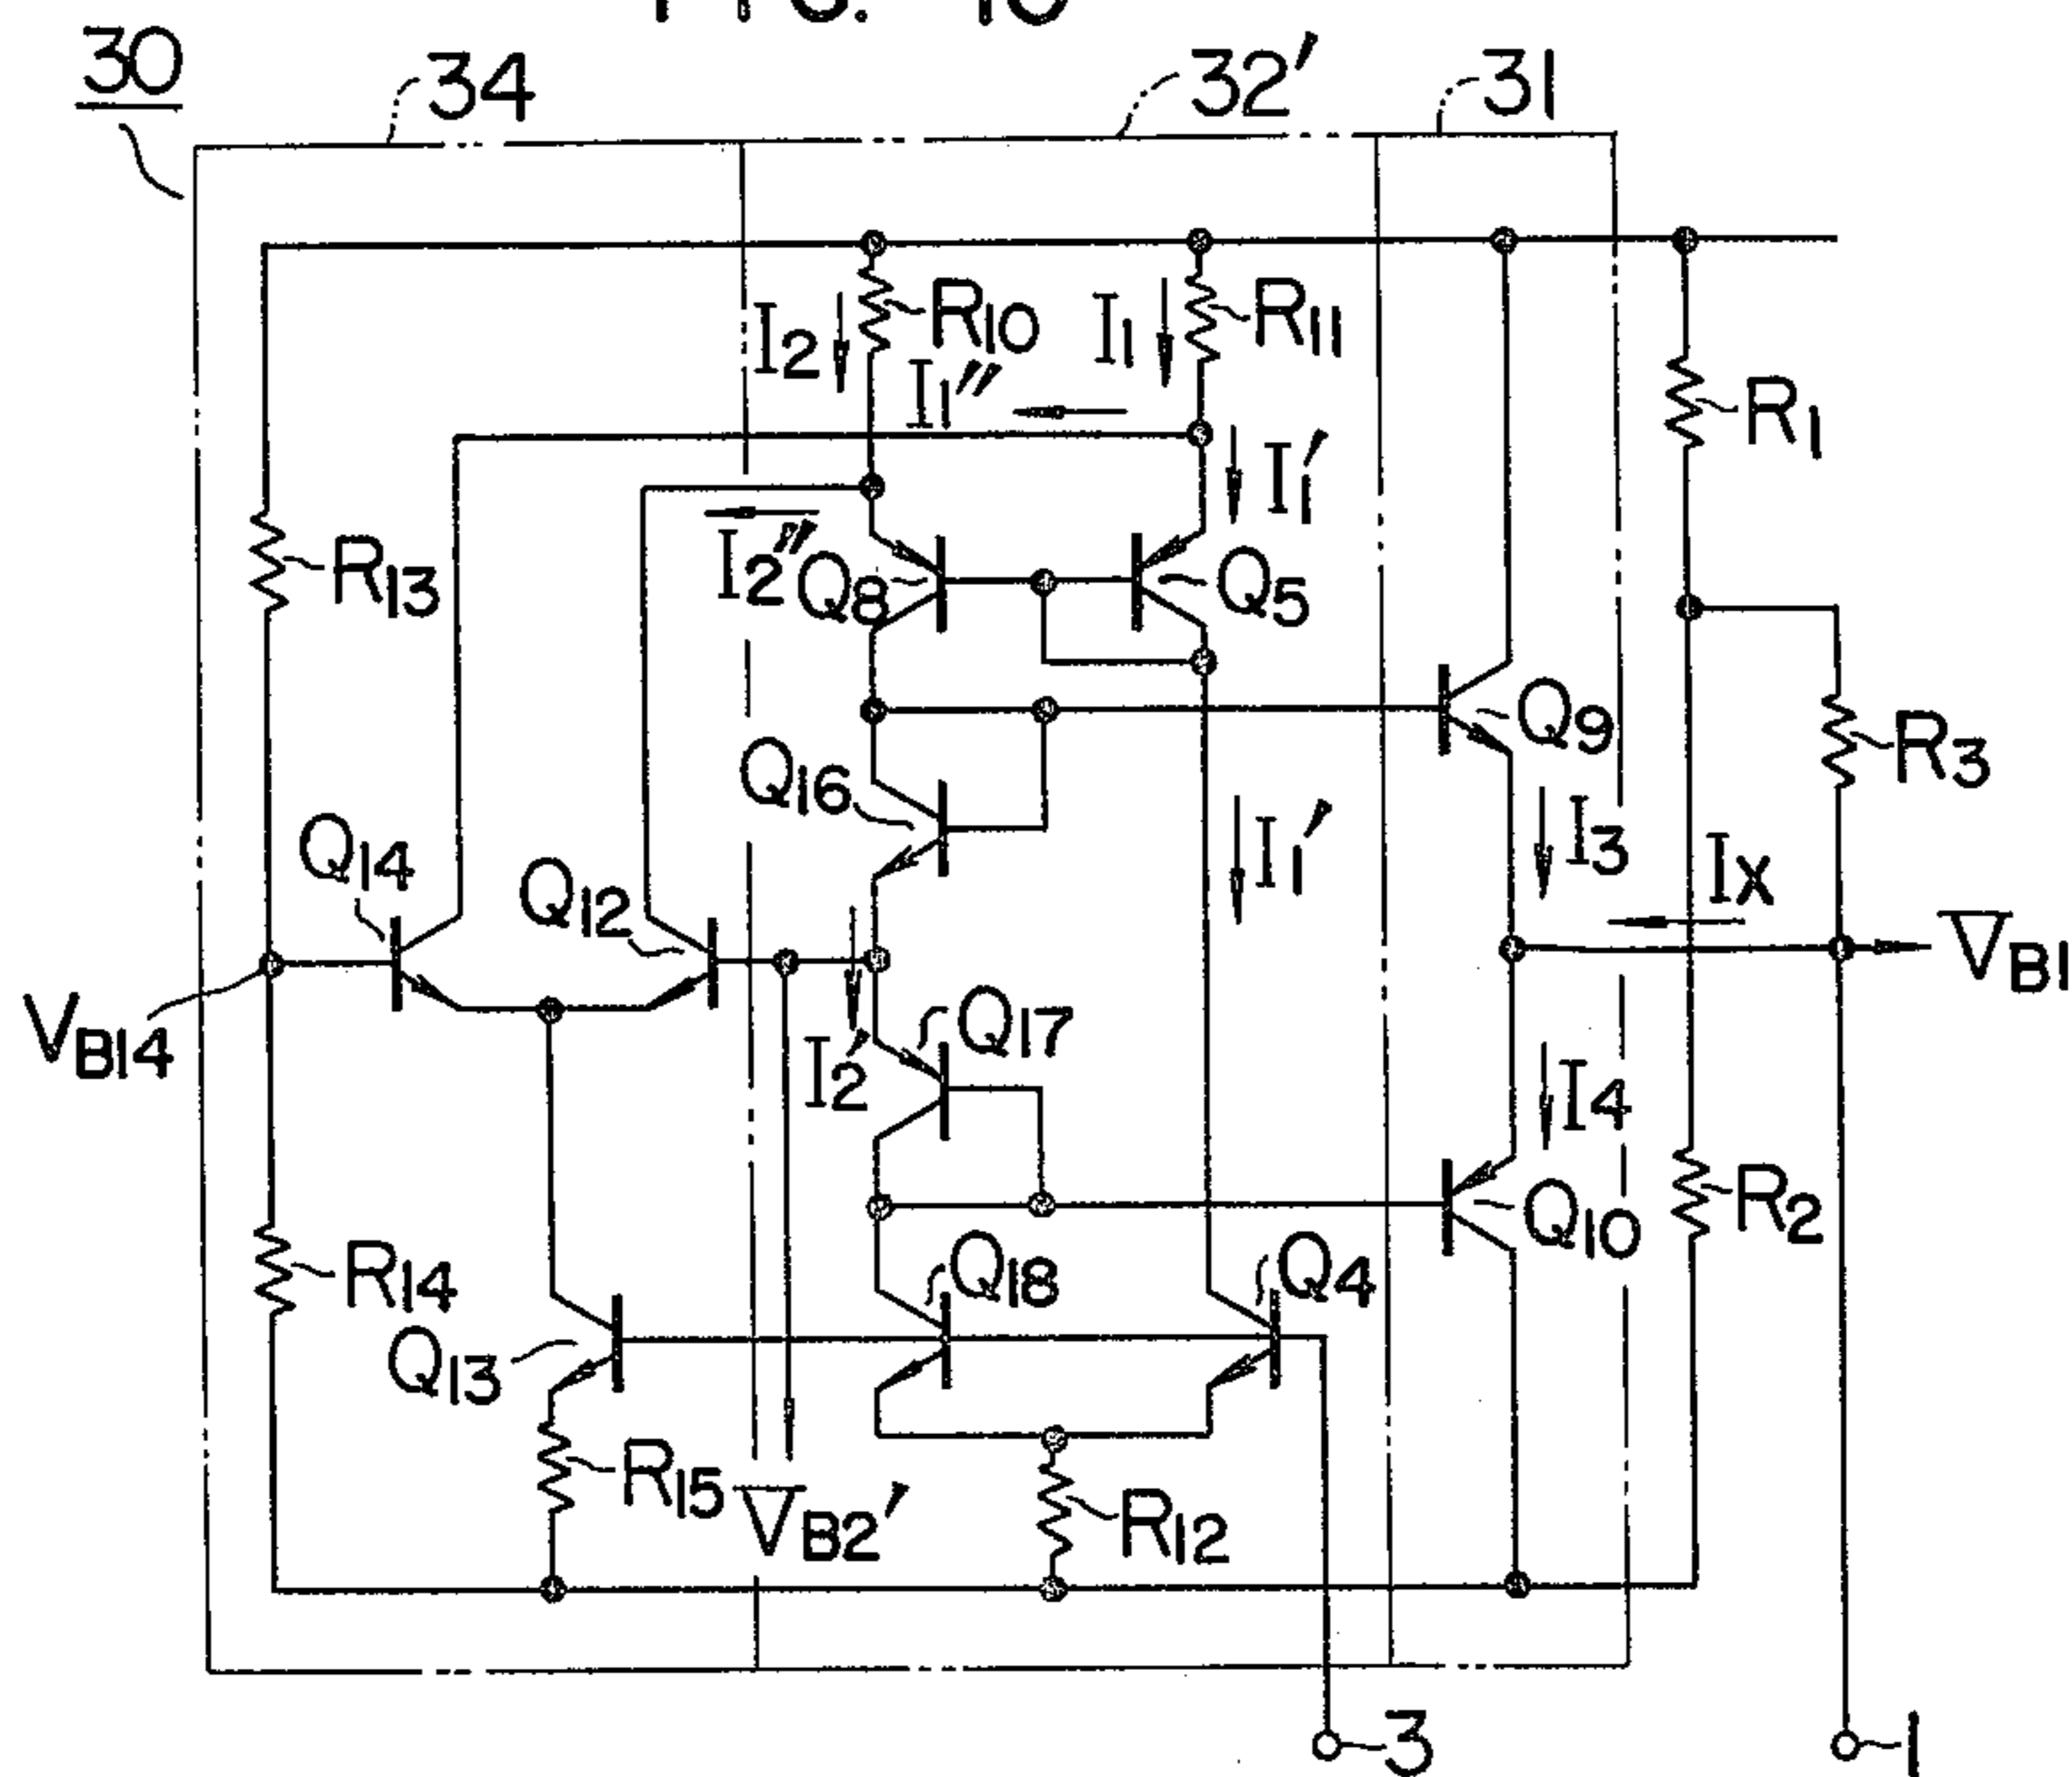 30
34
32'
31
I2
R10
I1
R11
I1''
R1
I1'
R13
I2''
Q8
Q5
Q9
R3
Q16
I1'
I3
Q14
Q12
IX
VB1
VB14
Q17
I2'
I4
R14
Q18
Q4
Q10
R2
Q13
R15
VB2'
R12
3
1